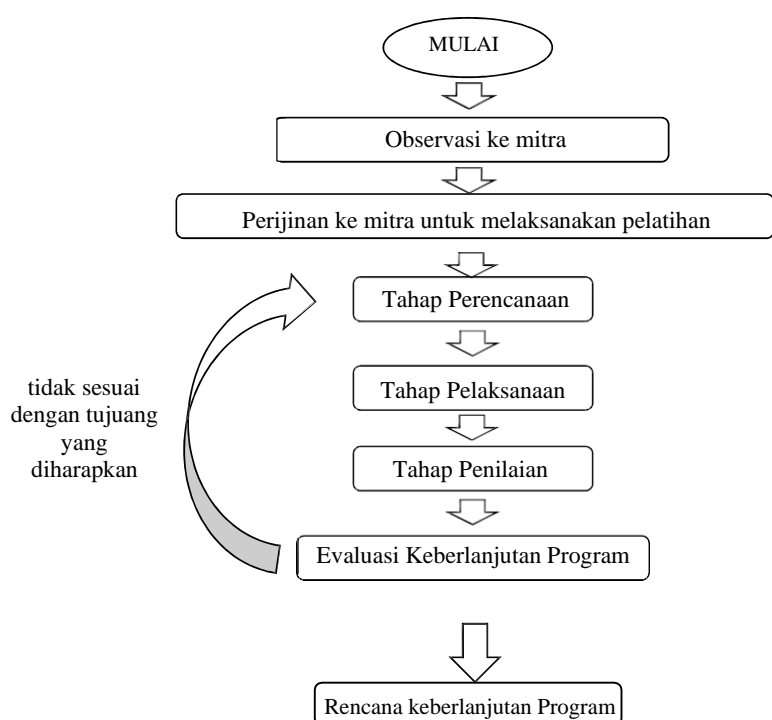 MULAI
Observasi ke mitra
Perijinan ke mitra untuk melaksanakan pelatihan
Tahap Perencanaan
tidak sesuai
dengan tujuang
yang
diharapkan
Tahap Pelaksanaan
Tahap Penilaian
Evaluasi Keberlanjutan Program
Rencana keberlanjutan Program